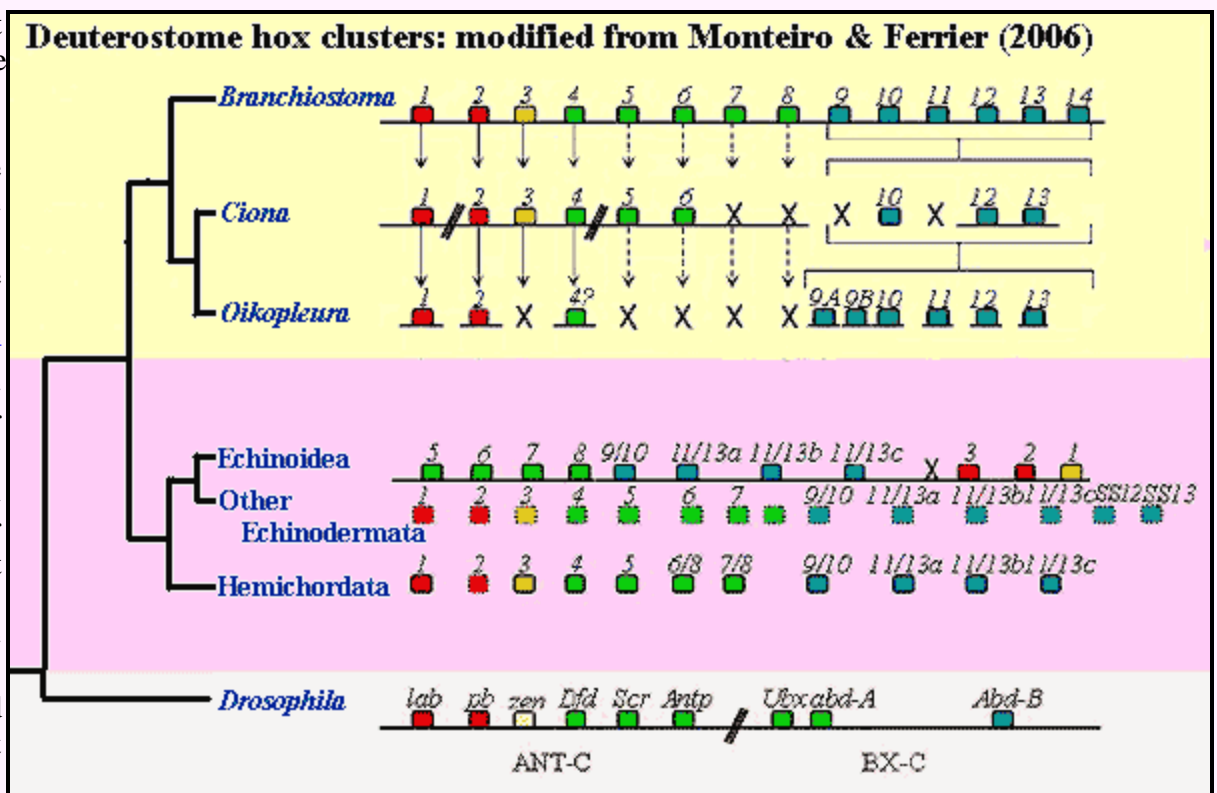 Deuterostome hox clusters: modified from Monteiro & Ferrier (2006)
Branchiostoma 1 2 3 4 5 6 7 8 9 10 11 12 13 14
Ciona 1 2 3 4 5 6 X X X 10 X 12 13
Oikopleura 1 2 X 4? X X X X 9A 9B 10 11 12 13
Echinoidea 5 6 7 8 9/10 11/13a 11/13b 11/13c X 3 2 1
Other 1 2 3 4 5 6 7 9/10 11/13a 11/13b 11/13c SS12 SS13
Echinodermata
Hemichordata 1 2 3 4 5 6/8 7/8 9/10 11/13a 11/13b 11/13c
Drosophila lab pb zen Dfd Scr Antp Ubx abd-A Abd-B
ANT-C BX-C